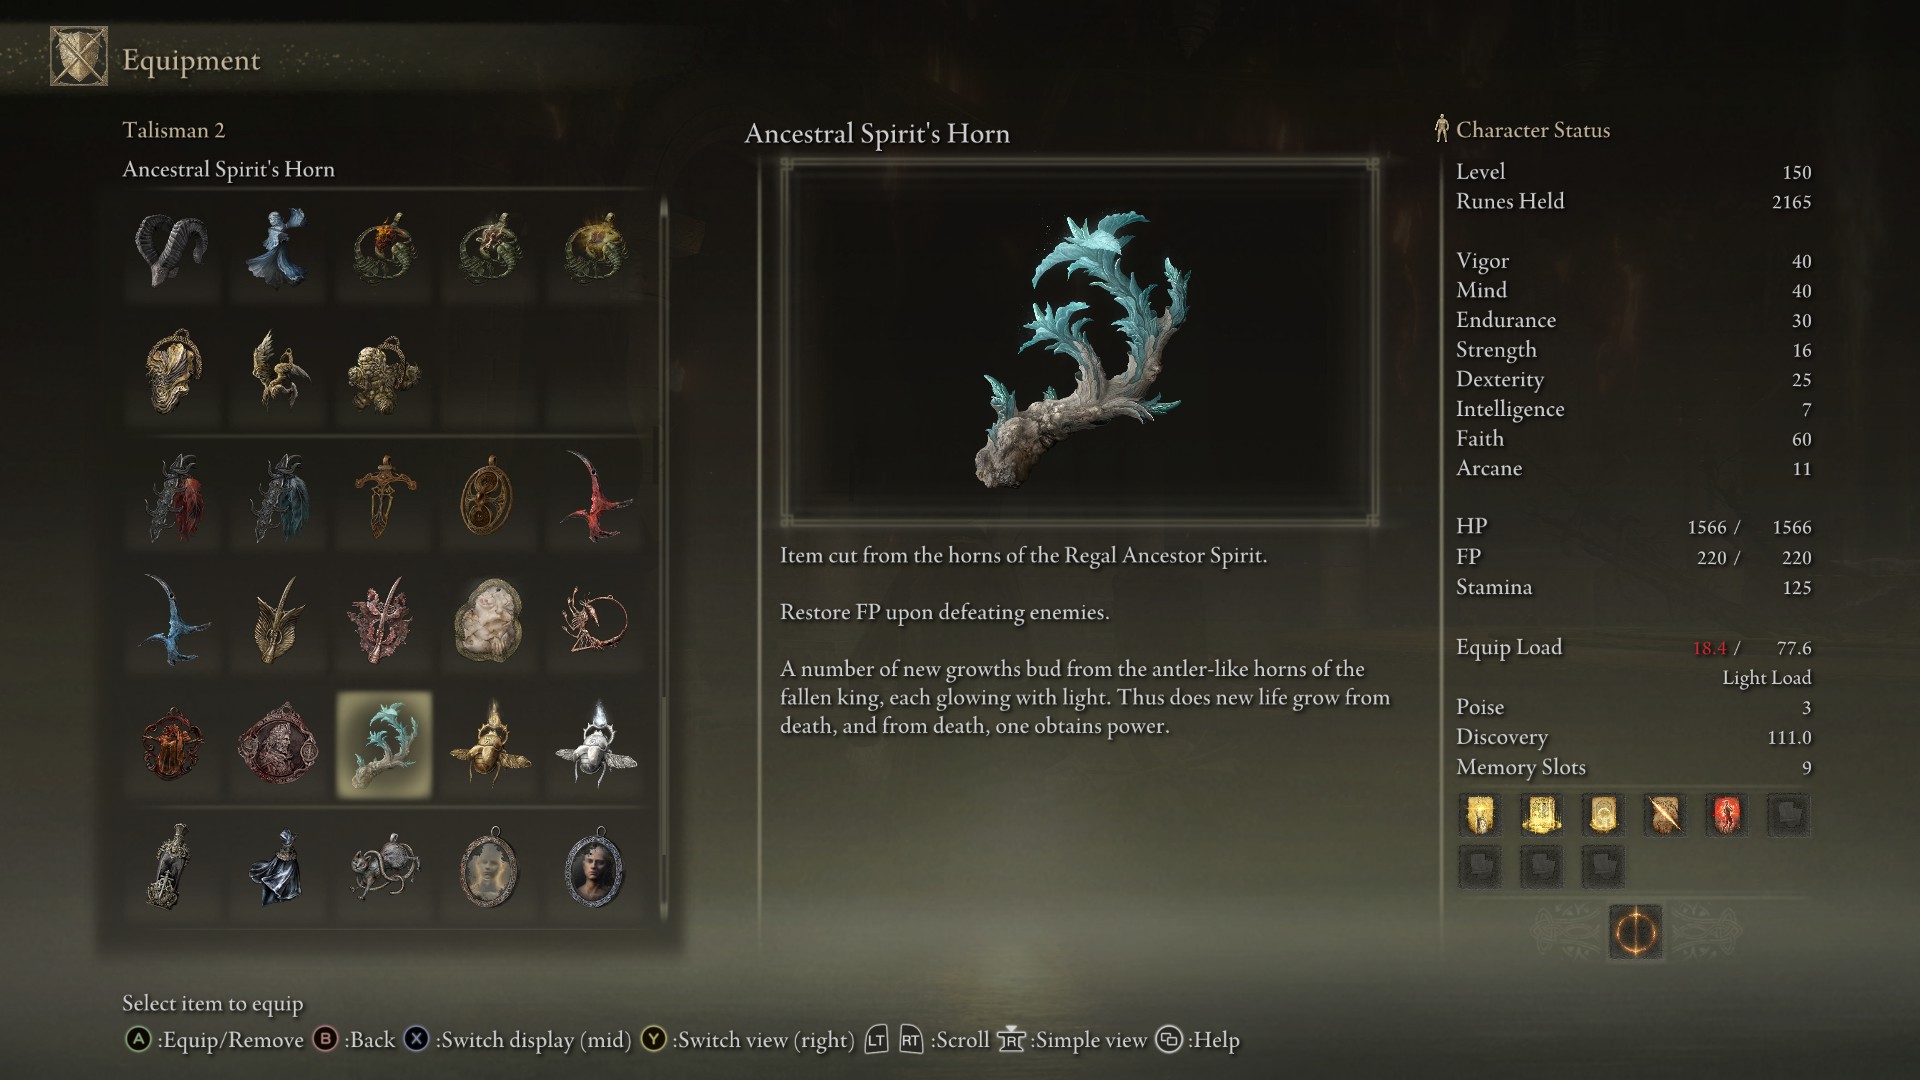 Equipment
Talisman 2
Ancestral Spirit's Horn
Ancestral Spirit's Horn
Item cut from the horns of the Regal Ancestor Spirit.
Restore FP upon defeating enemies.
A number of new growths bud from the antler-like horns of the
fallen king, each glowing with light. Thus does new life grow from
death, and from death, one obtains power.
Character Status
Level 150
Runes Held 2165
Vigor 40
Mind 40
Endurance 30
Strength 16
Dexterity 25
Intelligence 7
Faith 60
Arcane 11
HP 1566 / 1566
FP 220 / 220
Stamina 125
Equip Load 18.4 / 77.6
Light Load
Poise 3
Discovery 111.0
Memory Slots 9
Select item to equip
A :Equip/Remove B :Back X :Switch display (mid) Y :Switch view (right) LT RT :Scroll R :Simple view :Help